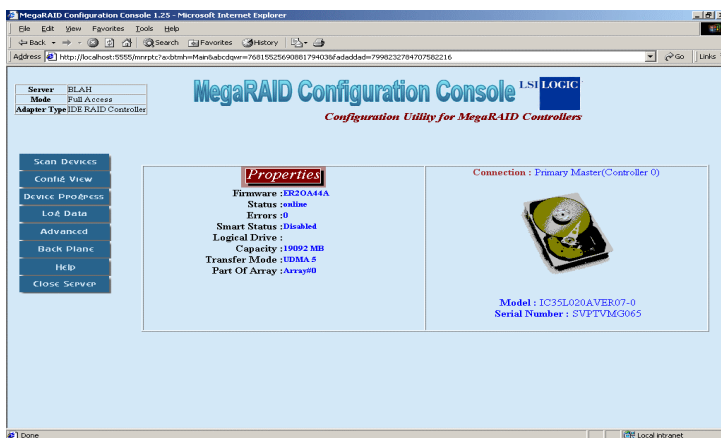 MegaRAID Configuration Console 1.25 - Microsoft Internet Explorer
File Edit View Favorites Tools Help
Back Search Favorites History
Address http://localhost:5555/mnrptc?axbtmh=Main&abcdqwr=76815525690881794036&fadaddad=7998232784707582216 Go Links
Server BLAH
Mode Full Access
Adapter Type IDE RAID Controller
MegaRAID Configuration Console LSI LOGIC
Configuration Utility for MegaRAID Controllers
Scan Devices
Config View
Device Progress
Log Data
Advanced
Back Plane
Help
Close Server
Properties
Firmware :ER2OA44A
Status :online
Errors :0
Smart Status :Disabled
Logical Drive :
Capacity :19092 MB
Transfer Mode :UDMA 5
Part Of Array :Array#0
Connection : Primary Master(Controller 0)
Model : IC35L020AVER07-0
Serial Number : SVPTVMG065
Done Local intranet